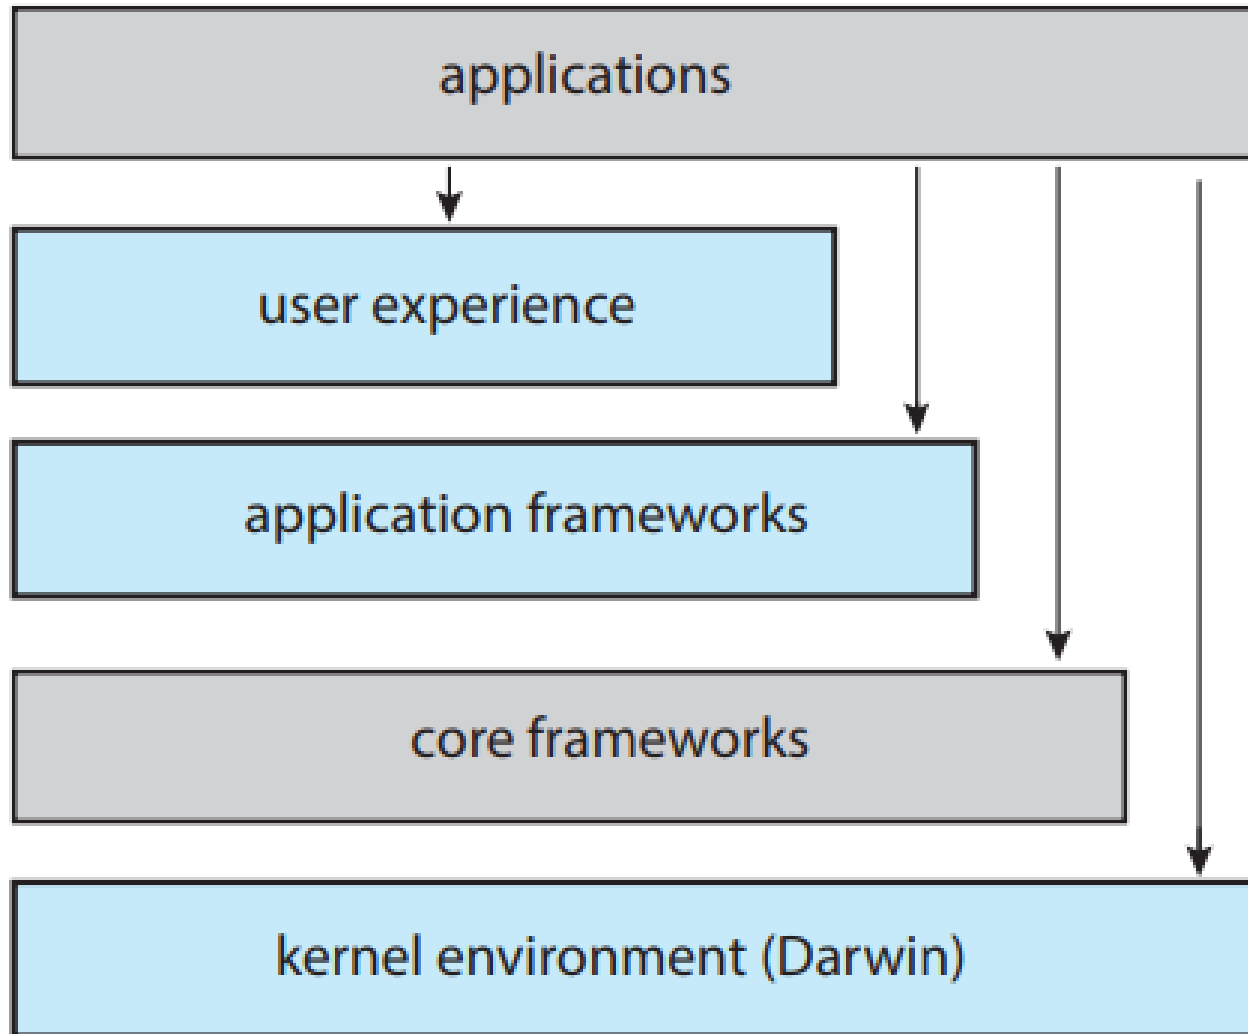 applications
user experience
application frameworks
core frameworks
kernel environment (Darwin)